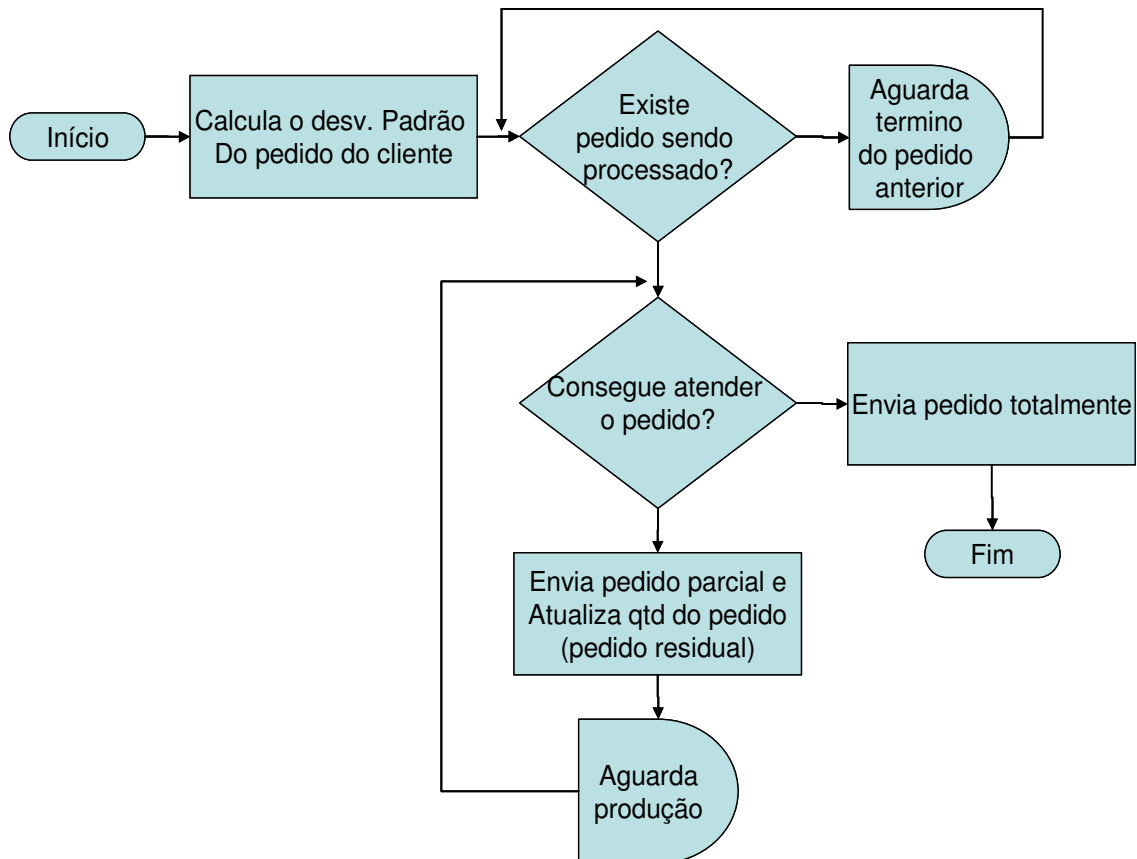 Início
Calcula o desv. Padrão
Do pedido do cliente
Existe
pedido sendo
processado?
Aguarda
termino
do pedido
anterior
Consegue atender
o pedido?
Envia pedido totalmente
Fim
Envia pedido parcial e
Atualiza qtd do pedido
(pedido residual)
Aguarda
produção